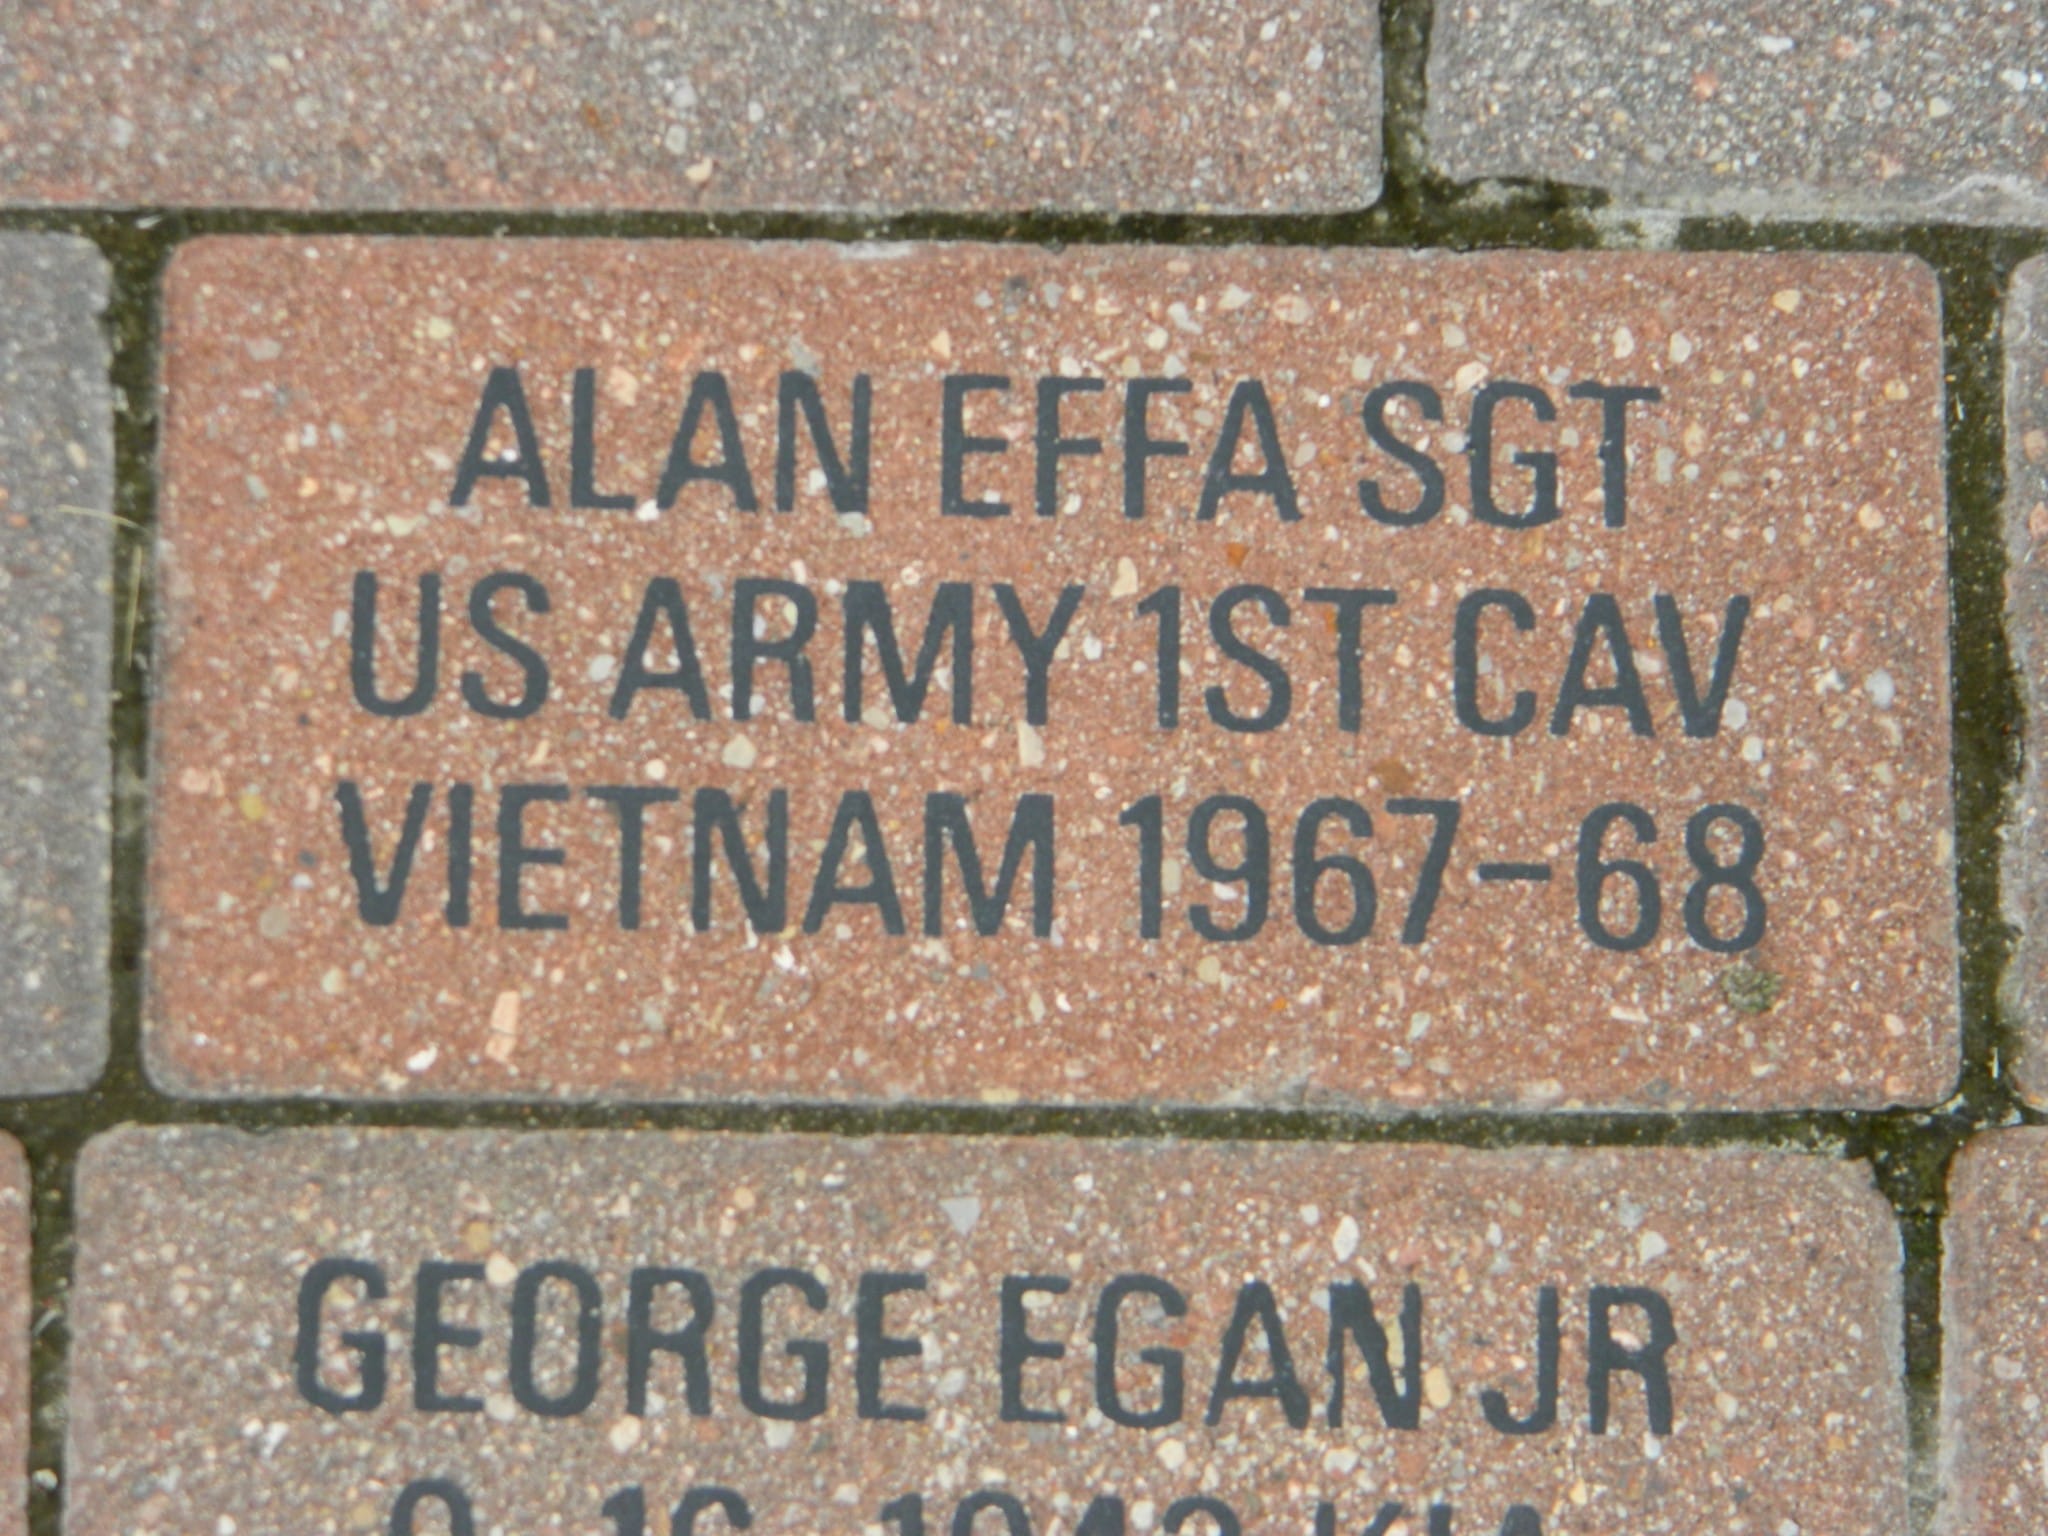 ALAN EFFA SGT
US ARMY 1ST CAV
VIETNAM 1967-68
GEORGE EGAN JR